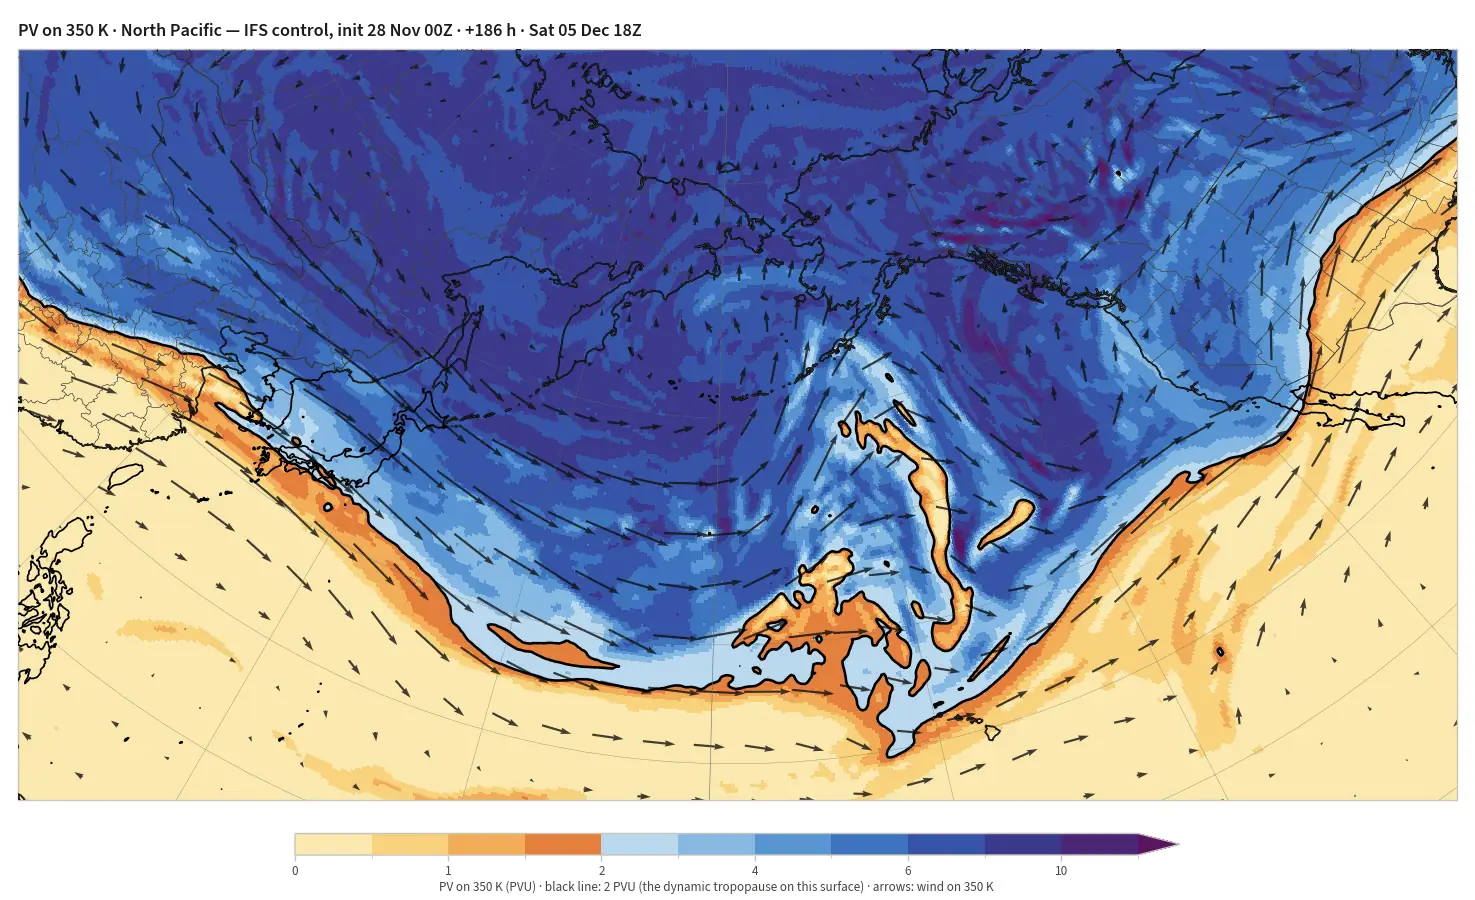 PV on 350 K · North Pacific — IFS control, init 28 Nov 00Z · +186 h · Sat 05 Dec 18Z
0 1 2 4 6 10
PV on 350 K (PVU) · black line: 2 PVU (the dynamic tropopause on this surface) · arrows: wind on 350 K